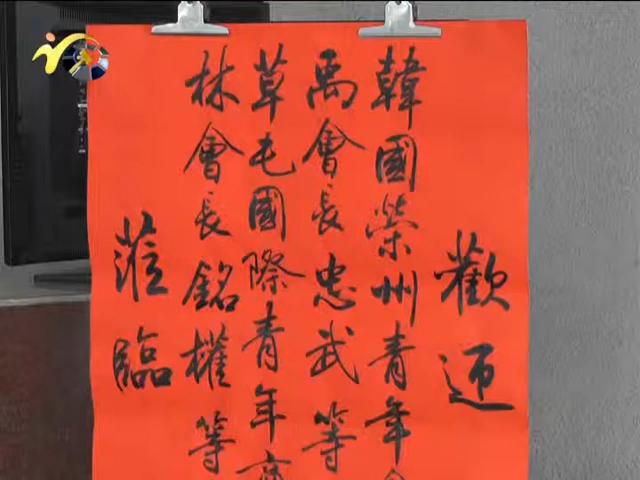 歡迎
韓國榮州青年
禹會長忠武等
草屯國際青年
林會長銘權等
蒞臨